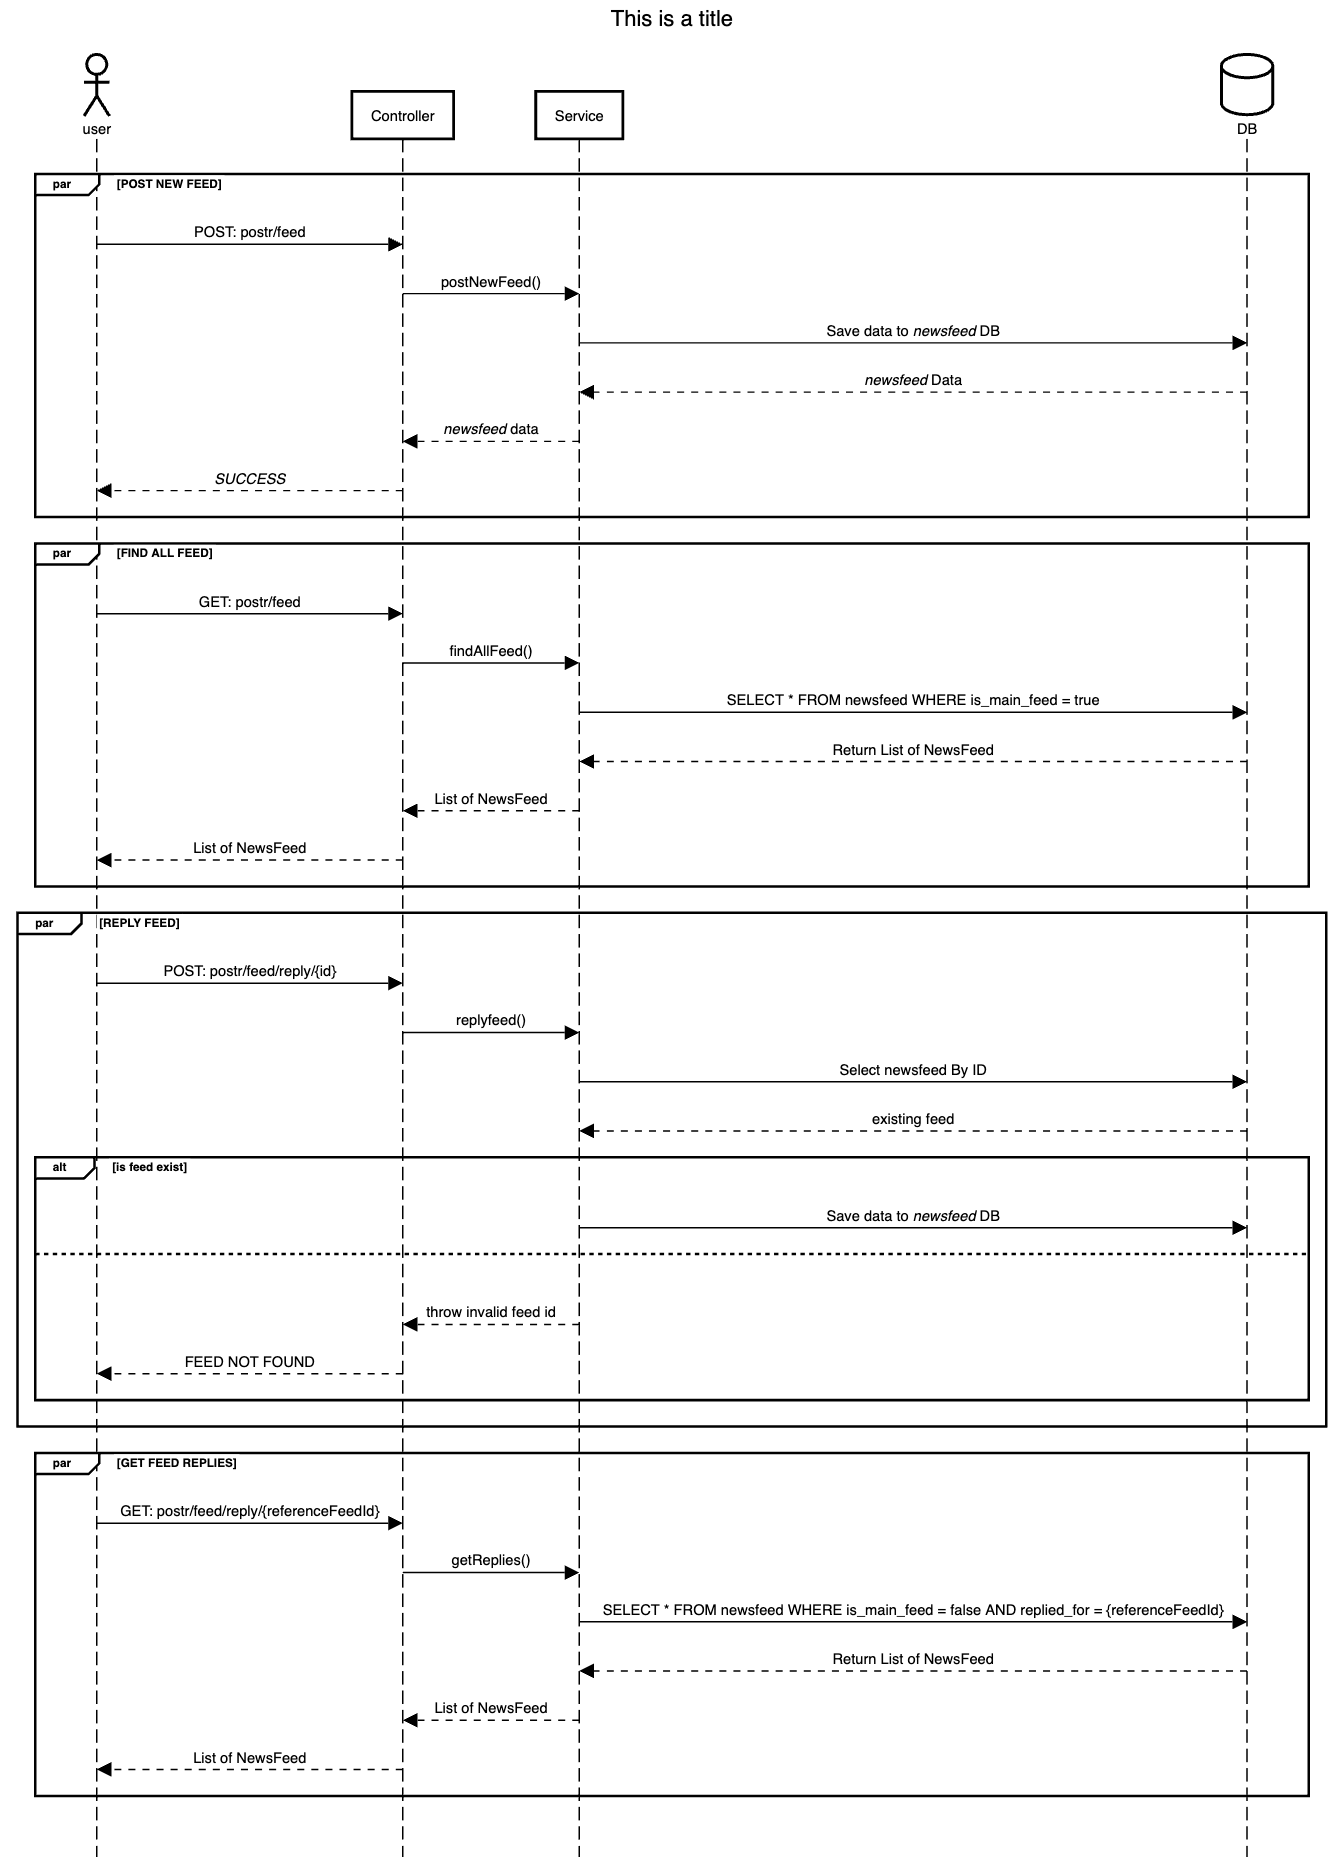 This is a title
user
Controller
Service
DB
par
[POST NEW FEED]
POST: postr/feed
postNewFeed()
Save data to newsfeed DB
newsfeed Data
newsfeed data
SUCCESS
par
[FIND ALL FEED]
GET: postr/feed
findAllFeed()
SELECT * FROM newsfeed WHERE is_main_feed = true
Return List of NewsFeed
List of NewsFeed
List of NewsFeed
par
[REPLY FEED]
POST: postr/feed/reply/{id}
replyfeed()
Select newsfeed By ID
existing feed
alt
[is feed exist]
Save data to newsfeed DB
throw invalid feed id
FEED NOT FOUND
par
[GET FEED REPLIES]
GET: postr/feed/reply/{referenceFeedId}
getReplies()
SELECT * FROM newsfeed WHERE is_main_feed = false AND replied_for = {referenceFeedId}
Return List of NewsFeed
List of NewsFeed
List of NewsFeed